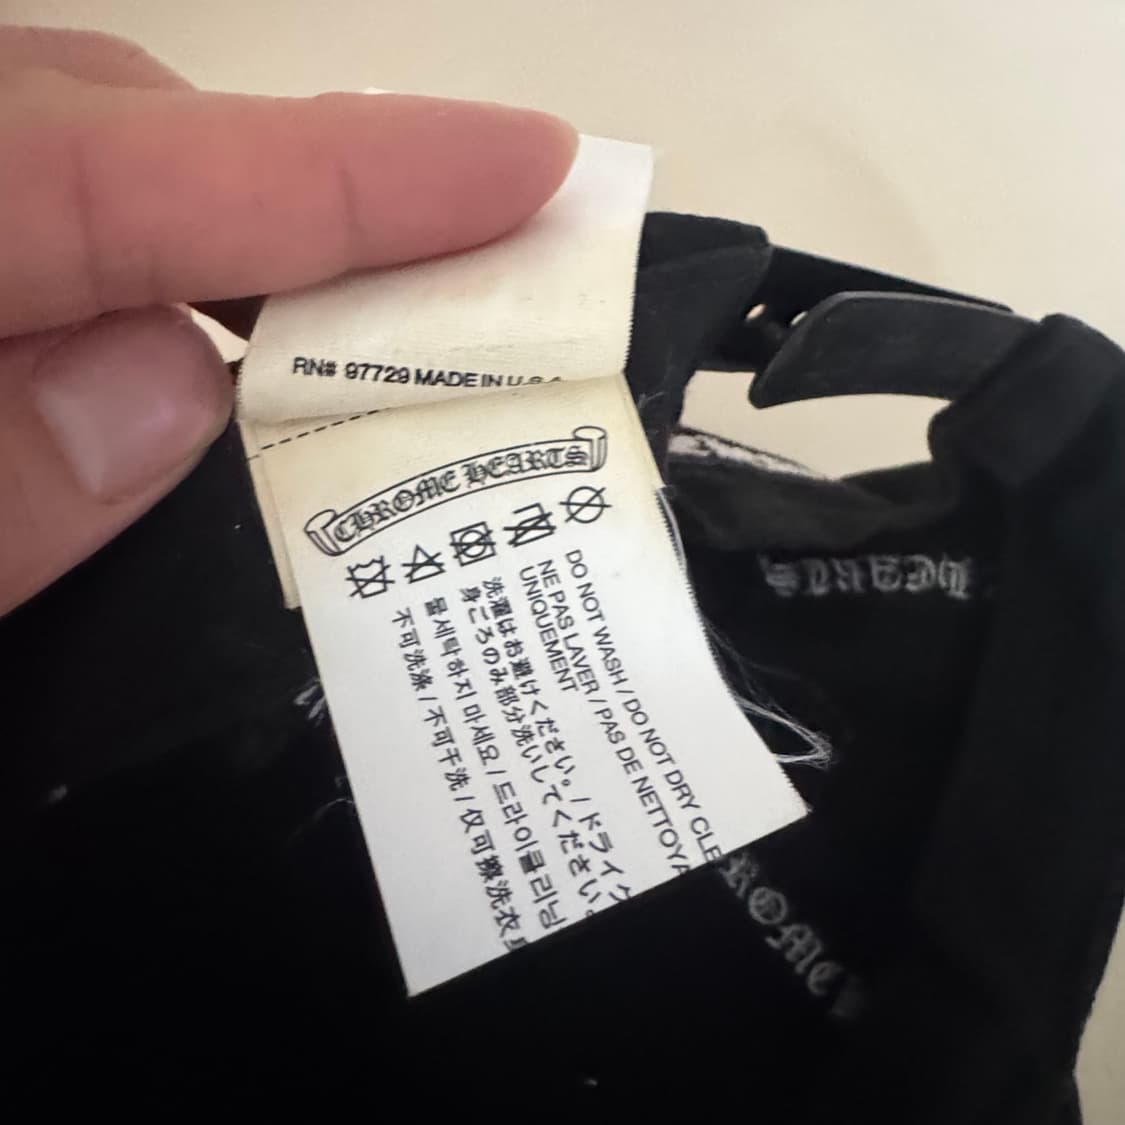 RN# 97729 MADE IN U.S.A
CHROME HEARTS
DO NOT WASH / DO NOT DRY CLE
NE PAS LAVER / PAS DE NETTOYA
UNIQUEMENT
洗濯はお避けください。/ ドライク
身ごろのみ部分洗いしてください。
물세탁하지 마세요 / 드라이클리닝
不可洗涤 / 不可干洗 / 仅可擦洗衣
HEARTS
ROME